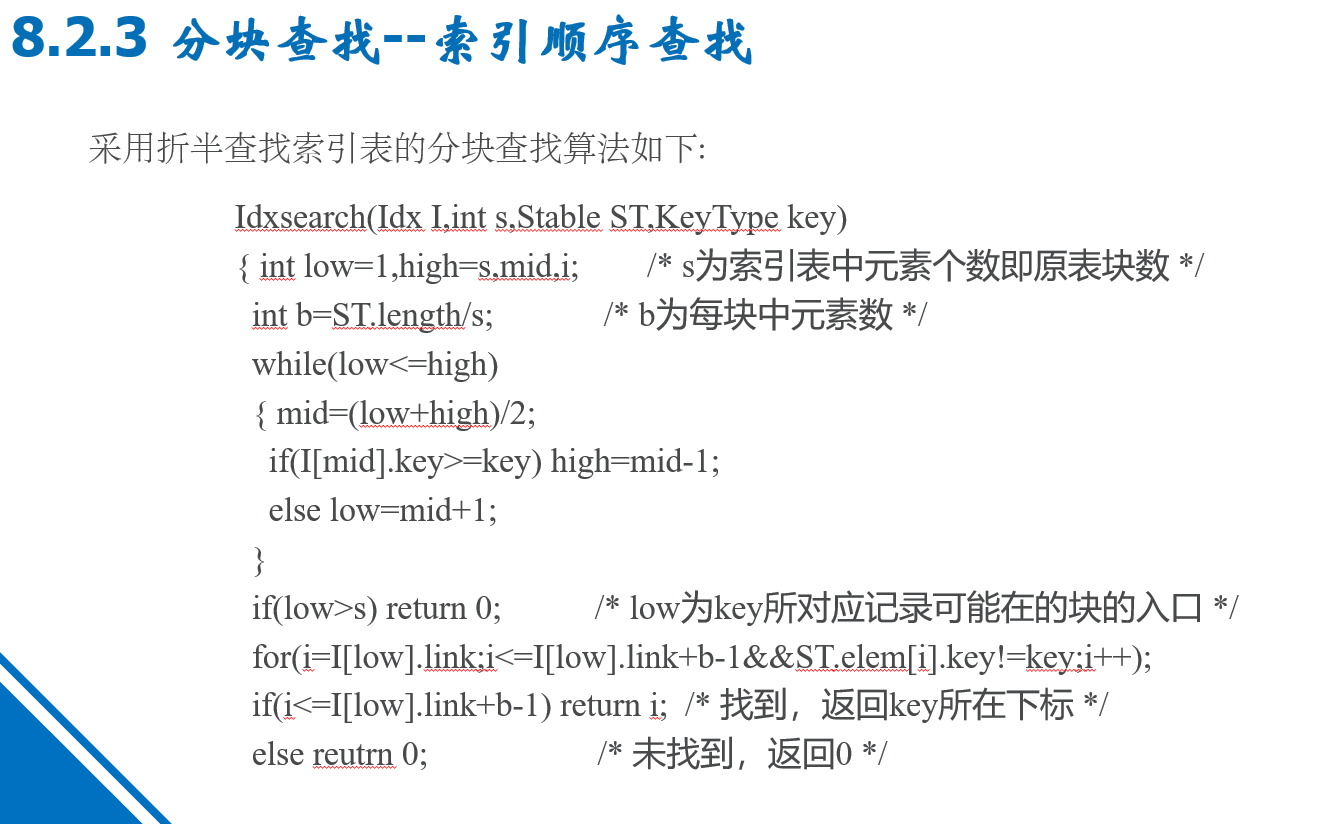 8.2.3 分块查找--索引顺序查找
采用折半查找索引表的分块查找算法如下:
Idxsearch(Idx I,int s,Stable ST,KeyType key)
{ int low=1,high=s,mid,i; /* s为索引表中元素个数即原表块数 */
int b=ST.length/s; /* b为每块中元素数 */
while(low<=high)
{ mid=(low+high)/2;
if(I[mid].key>=key) high=mid-1;
else low=mid+1;
}
if(low>s) return 0; /* low为key所对应记录可能在的块的入口 */
for(i=I[low].link;i<=I[low].link+b-1&&ST.elem[i].key!=key;i++);
if(i<=I[low].link+b-1) return i; /* 找到，返回key所在下标 */
else reutrn 0; /* 未找到，返回0 */